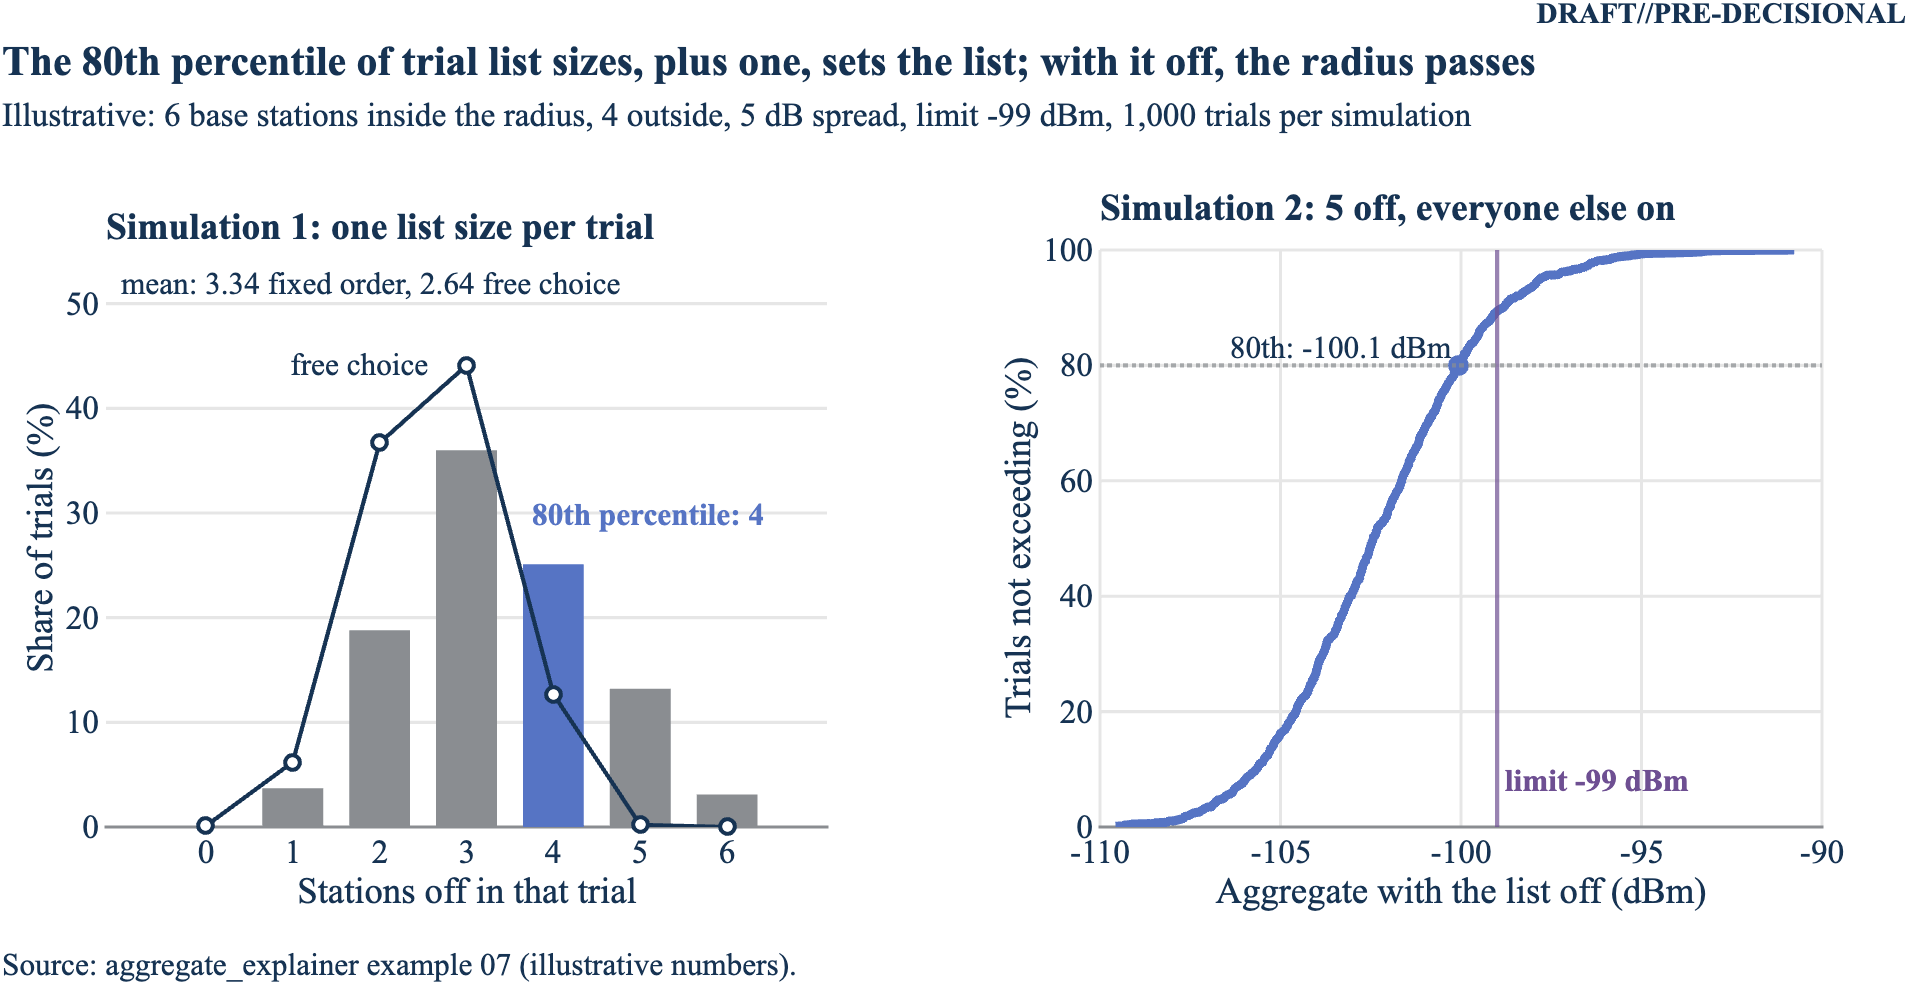 DRAFT//PRE-DECISIONAL
The 80th percentile of trial list sizes, plus one, sets the list; with it off, the radius passes
Illustrative: 6 base stations inside the radius, 4 outside, 5 dB spread, limit -99 dBm, 1,000 trials per simulation
Simulation 1: one list size per trial
mean: 3.34 fixed order, 2.64 free choice
50
40
30
20
10
0
Share of trials (%)
free choice
80th percentile: 4
0 1 2 3 4 5 6
Stations off in that trial
Simulation 2: 5 off, everyone else on
100
80
60
40
20
0
Trials not exceeding (%)
80th: -100.1 dBm
limit -99 dBm
-110 -105 -100 -95 -90
Aggregate with the list off (dBm)
Source: aggregate_explainer example 07 (illustrative numbers).